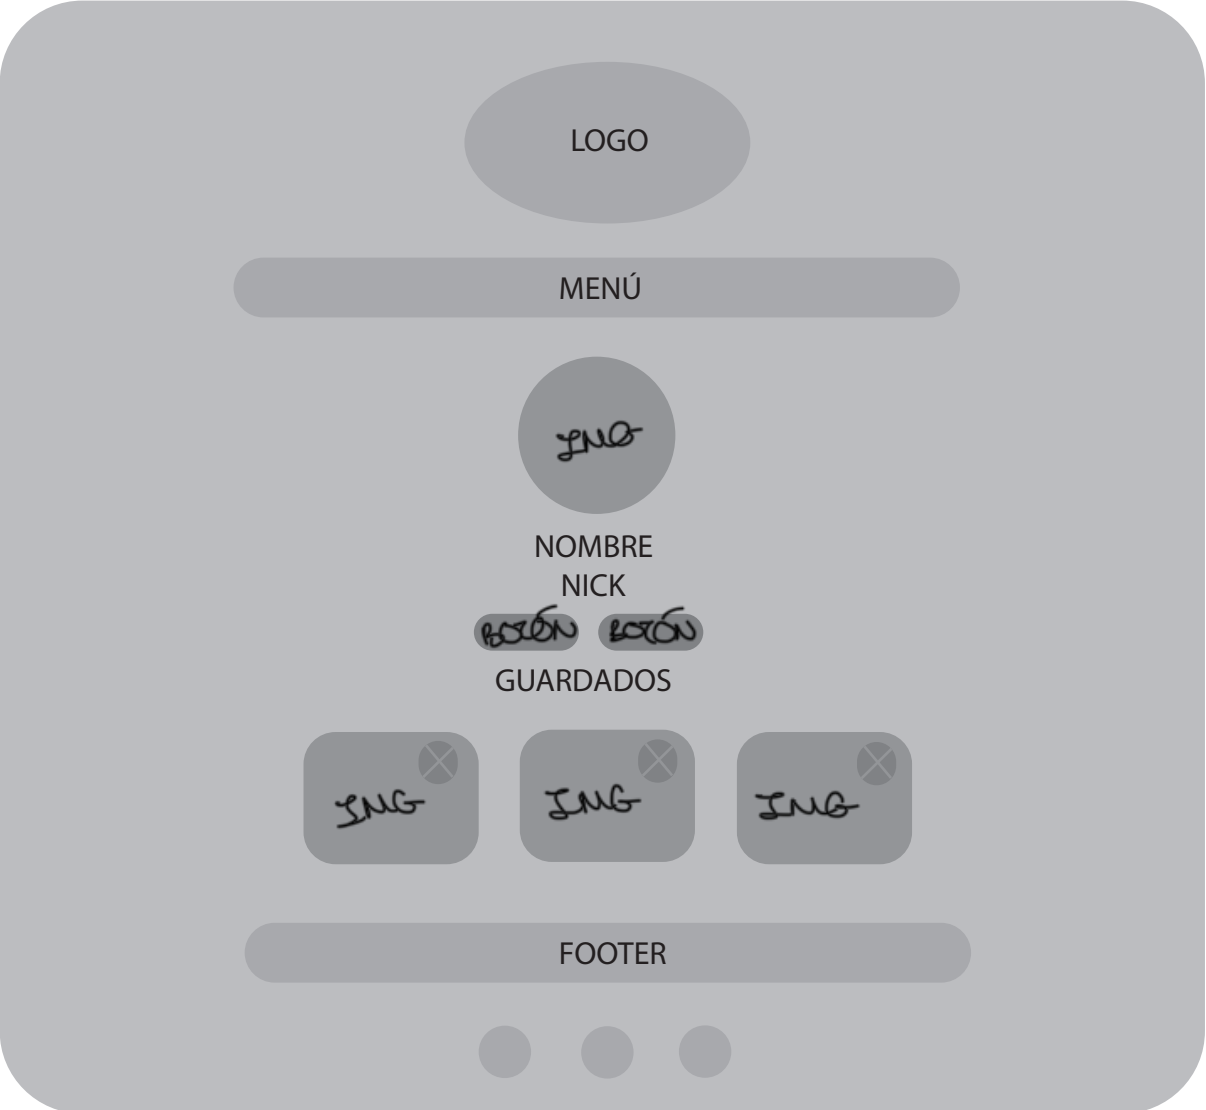 LOGO
MENÚ
IMG
NOMBRE
NICK
BOTÓN BOTÓN
GUARDADOS
IMG IMG IMG
FOOTER